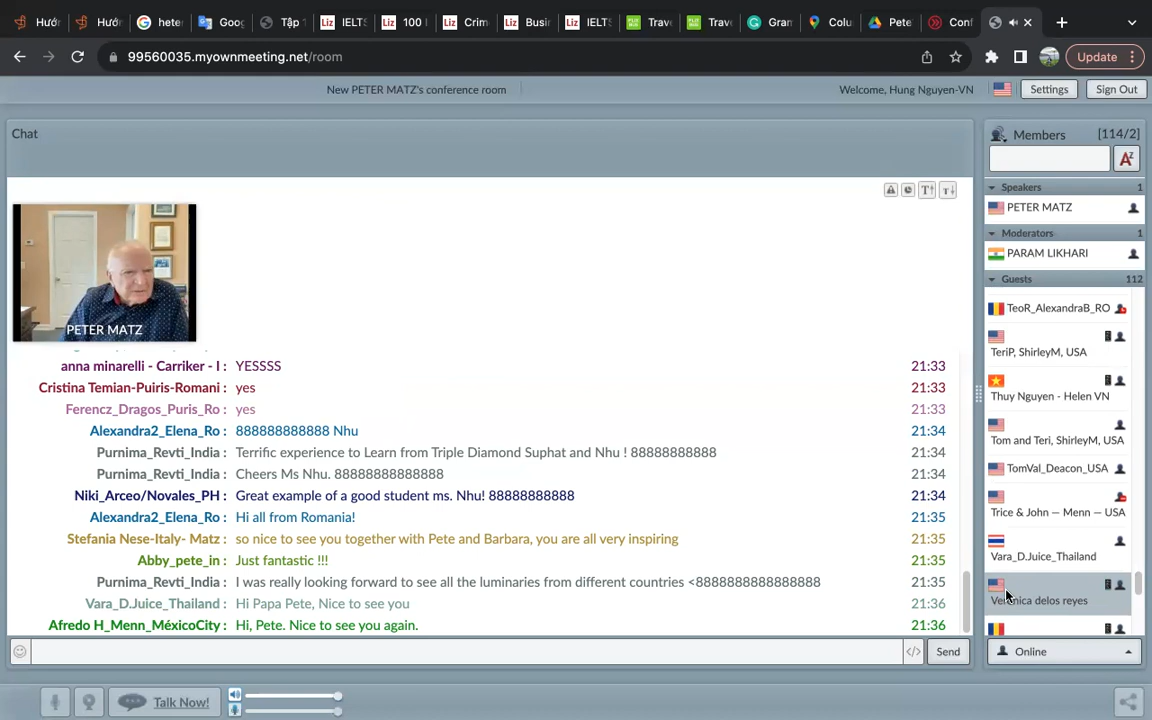 Hướ
Hướ
hete
Goo
Tập
IELT
100
Crim
Busi
IELT
Trave
Trave
Gran
Colu
Pete
Conf
99560035.myownmeeting.net/room
Update
New PETER MATZ's conference room
Welcome, Hung Nguyen-VN
Settings
Sign Out
Chat
Members [114/2]
Speakers 1
PETER MATZ
Moderators 1
PARAM LIKHARI
Guests 112
TeoR_AlexandraB_RO
TeriP, ShirleyM, USA
Thuy Nguyen - Helen VN
Tom and Teri, ShirleyM, USA
TomVal_Deacon_USA
Trice & John — Menn — USA
Vara_D.Juice_Thailand
Veronica delos reyes
PETER MATZ
anna minarelli - Carriker - I : YESSSS 21:33
Cristina Temian-Puiris-Romani : yes 21:33
Ferencz_Dragos_Puris_Ro : yes 21:33
Alexandra2_Elena_Ro : 888888888888 Nhu 21:34
Purnima_Revti_India : Terrific experience to Learn from Triple Diamond Suphat and Nhu ! 88888888 21:34
Purnima_Revti_India : Cheers Ms Nhu. 88888888888888 21:34
Niki_Arceo/Novales_PH : Great example of a good student ms. Nhu! 88888888888 21:34
Alexandra2_Elena_Ro : Hi all from Romania! 21:35
Stefania Nese-Italy- Matz : so nice to see you together with Pete and Barbara, you are all very inspiring 21:35
Abby_pete_in : Just fantastic !!! 21:35
Purnima_Revti_India : I was really looking forward to see all the luminaries from different countries <8888888888888888 21:35
Vara_D.Juice_Thailand : Hi Papa Pete, Nice to see you 21:36
Afredo H_Menn_MéxicoCity : Hi, Pete. Nice to see you again. 21:36
Send
Online
Talk Now!